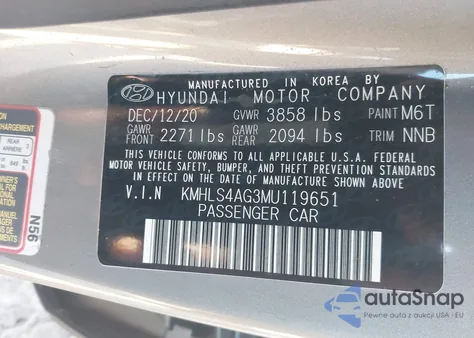 MANUFACTURED IN KOREA BY
HYUNDAI MOTOR COMPANY
DEC/12/20 GVWR 3858 lbs PAINT M6T
GAWR FRONT 2271 lbs GAWR REAR 2094 lbs TRIM NNB
THIS VEHICLE CONFORMS TO ALL APPLICABLE U.S.A. FEDERAL
MOTOR VEHICLE SAFETY, BUMPER, AND THEFT PREVENTION
STANDARDS IN EFFECT ON THE DATE OF MANUFACTURE SHOWN ABOVE.
V.I.N KMHLS4AG3MU119651
PASSENGER CAR
REAR
N56
autoSnap
Pewne auta z aukcji USA - EU